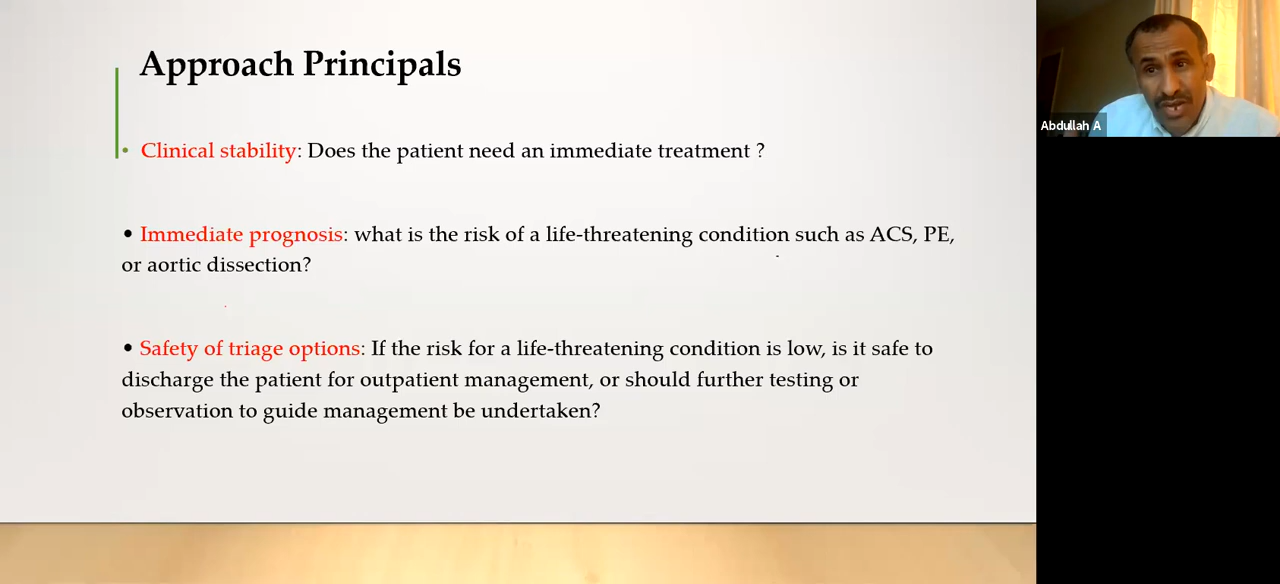 Approach Principals
• Clinical stability: Does the patient need an immediate treatment ?
• Immediate prognosis: what is the risk of a life-threatening condition such as ACS, PE,
or aortic dissection?
• Safety of triage options: If the risk for a life-threatening condition is low, is it safe to
discharge the patient for outpatient management, or should further testing or
observation to guide management be undertaken?
Abdullah A